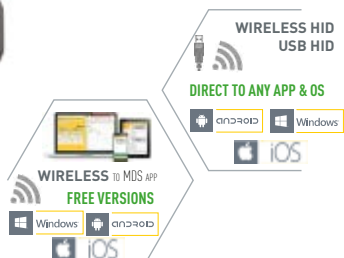 WIRELESS HID
USB HID
DIRECT TO ANY APP & OS
ANDROID Windows
iOS
WIRELESS TO MDS APP
FREE VERSIONS
Windows ANDROID
iOS